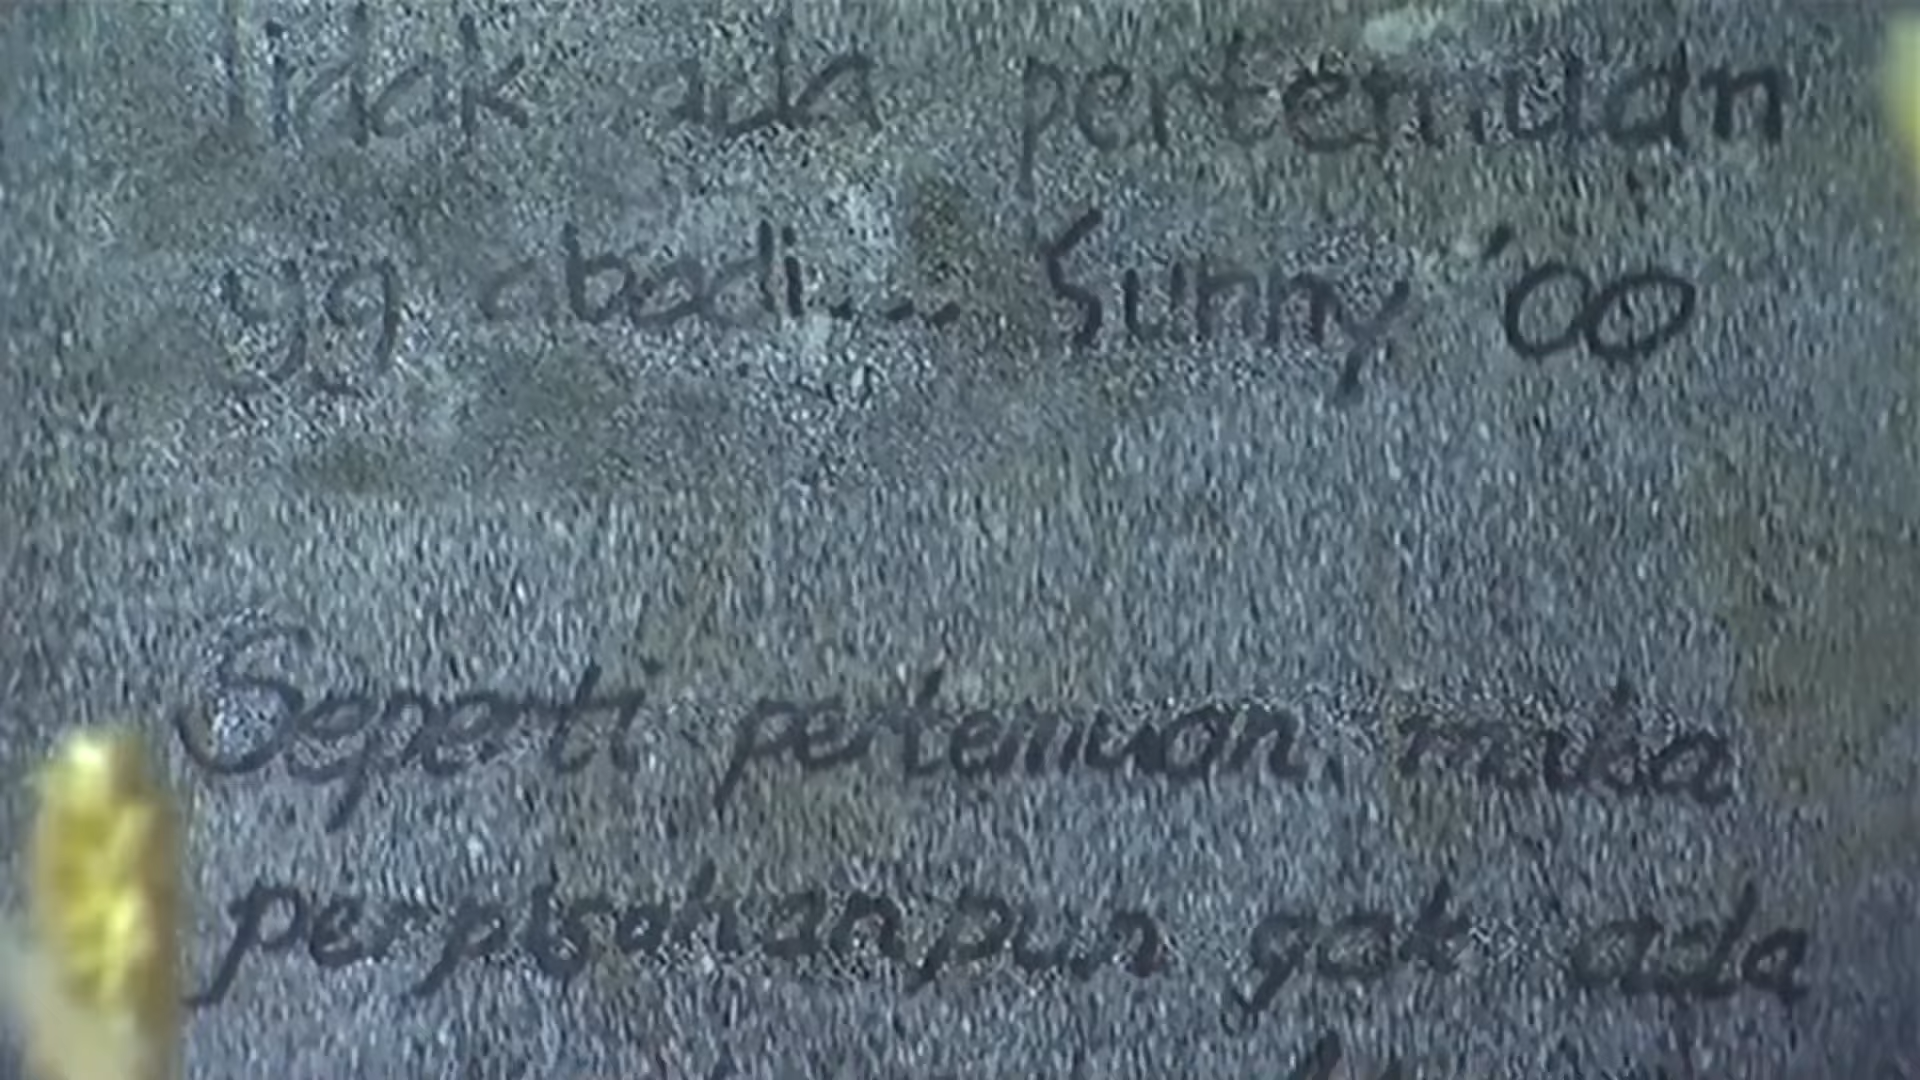 Tidak ada pertemuan
yg abadi.... Sunny '00
Seperti pertemuan, maka
perpisahanpun gak ada